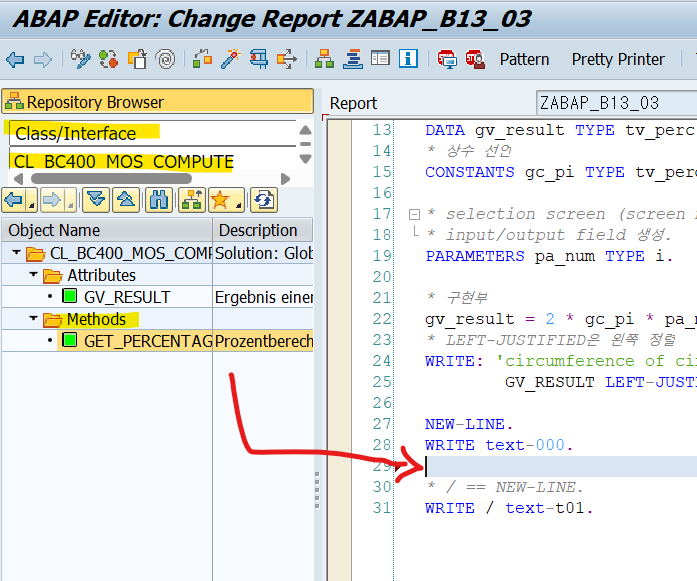 ABAP Editor: Change Report ZABAP_B13_03
Pattern Pretty Printer
Repository Browser
Class/Interface
CL_BC400_MOS_COMPUTE
Object Name Description
CL_BC400_MOS_COMP Solution: Glob
Attributes
GV_RESULT Ergebnis einer
Methods
GET_PERCENTAG Prozentberech
Report ZABAP_B13_03
13 DATA gv_result TYPE tv_perc
14 * 상수 선언
15 CONSTANTS gc_pi TYPE tv_perc
16
17 * selection screen (screen
18 * input/output field 생성.
19 PARAMETERS pa_num TYPE i.
20
21 * 구현부
22 gv_result = 2 * gc_pi * pa_n
23 * LEFT-JUSTIFIED은 왼쪽 정렬
24 WRITE: 'circumference of cii
25 GV_RESULT LEFT-JUSTI
26
27 NEW-LINE.
28 WRITE text-000.
29
30 * / == NEW-LINE.
31 WRITE / text-t01.